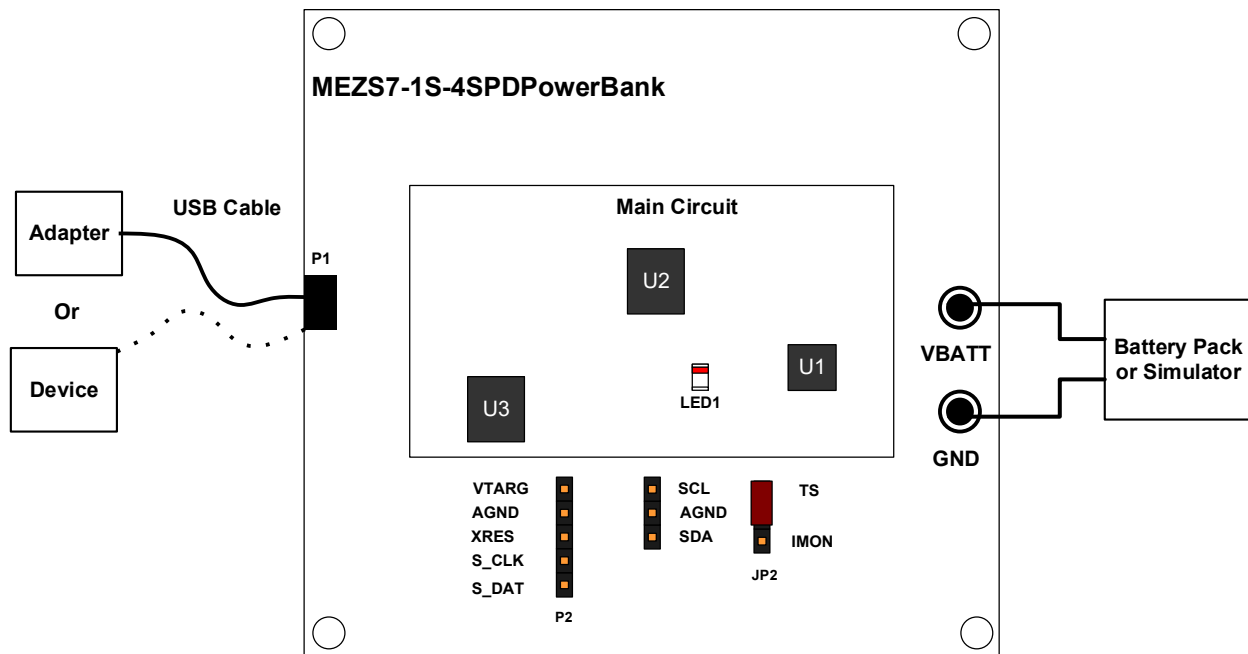 MEZS7-1S-4SPDPowerBank
USB Cable
Adapter
Or
Device
P1
Main Circuit
U2
U1
U3
LED1
VBATT
GND
Battery Pack
or Simulator
VTARG
AGND
XRES
S_CLK
S_DAT
P2
SCL
AGND
SDA
TS
IMON
JP2